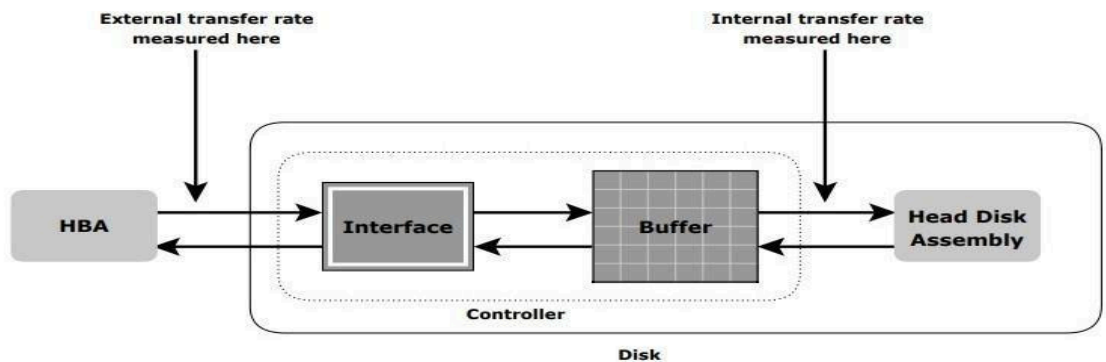 External transfer rate
measured here
Internal transfer rate
measured here
HBA
Interface
Buffer
Head Disk
Assembly
Controller
Disk